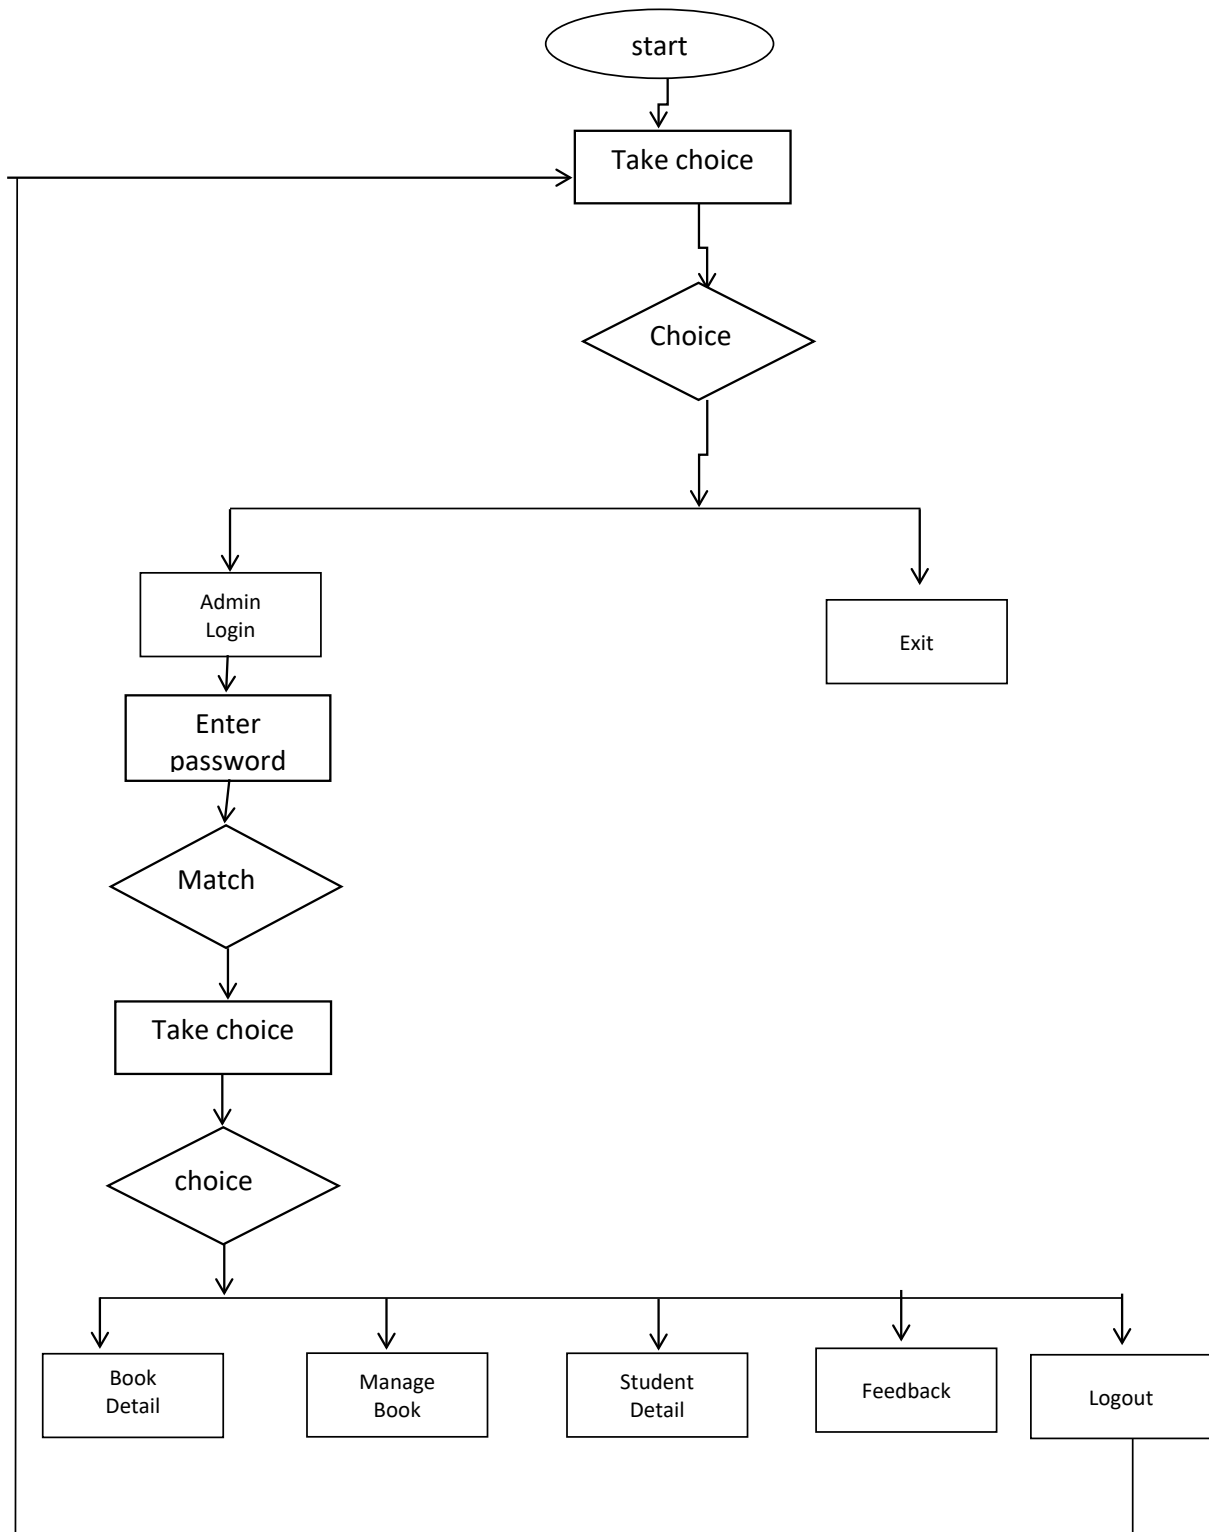 start
Take choice
Choice
Admin
Login
Exit
Enter
password
Match
Take choice
choice
Book
Detail
Manage
Book
Student
Detail
Feedback
Logout